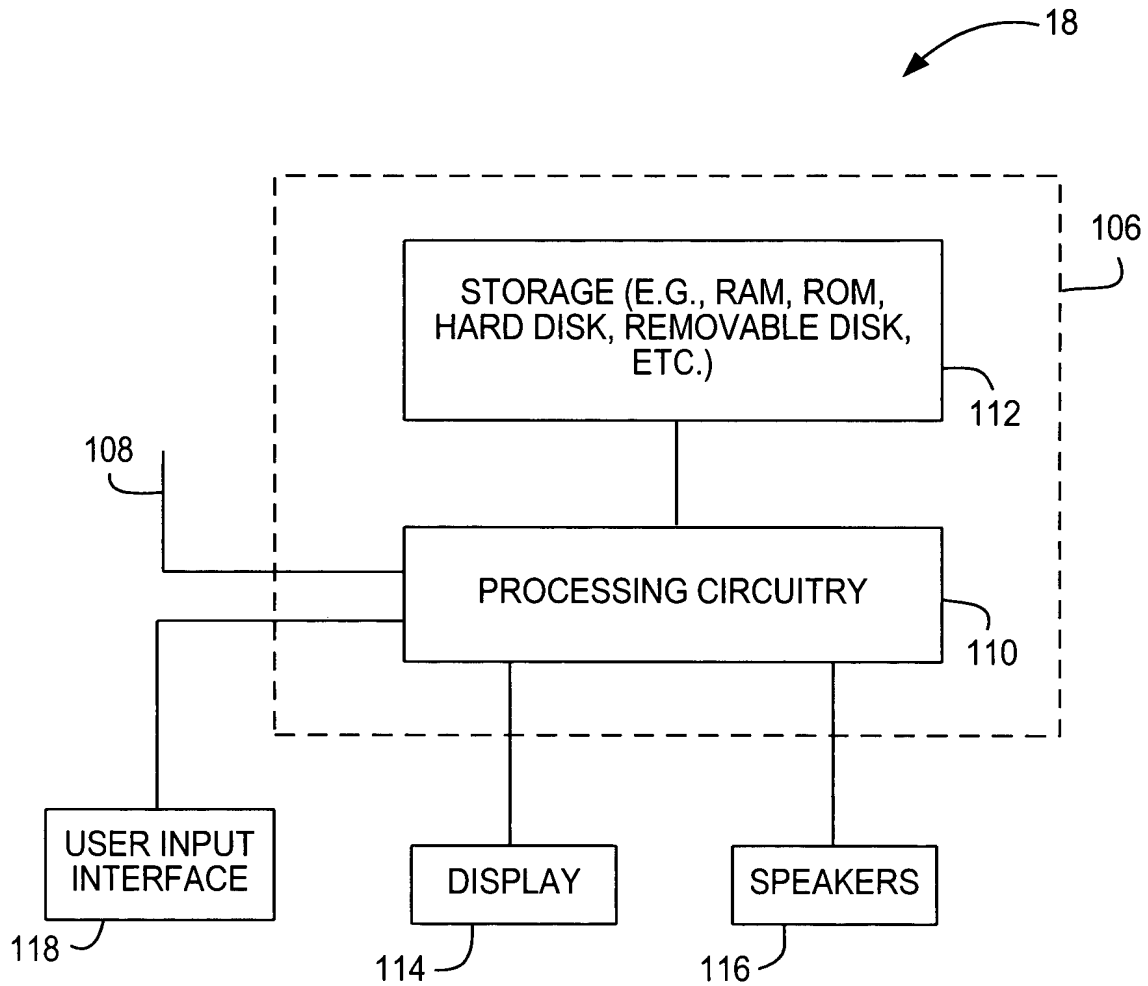 18
106
STORAGE (E.G., RAM, ROM,
HARD DISK, REMOVABLE DISK,
ETC.)
112
108
PROCESSING CIRCUITRY
110
USER INPUT
INTERFACE
118
DISPLAY
114
SPEAKERS
116